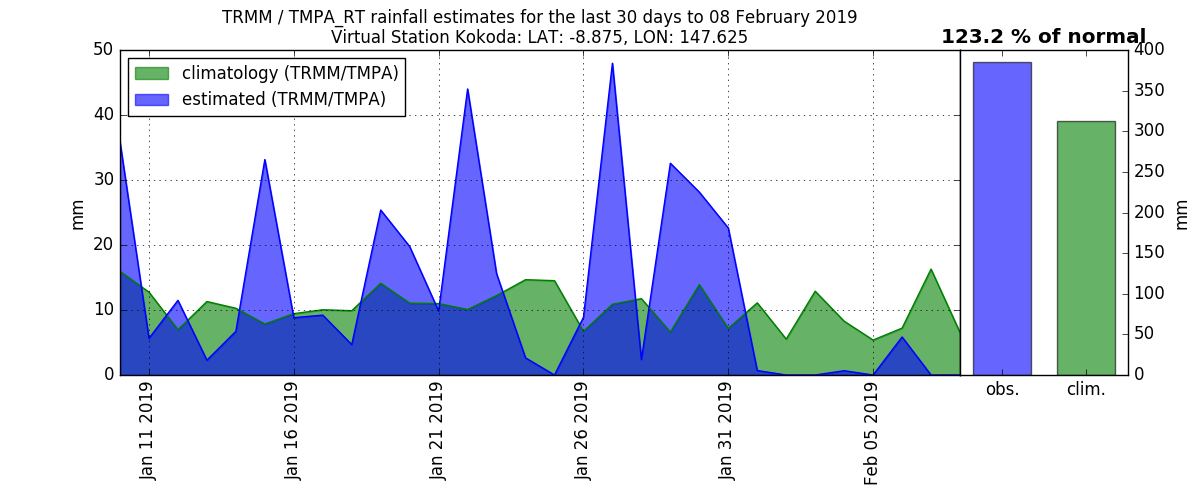 TRMM / TMPA_RT rainfall estimates for the last 30 days to 08 February 2019
Virtual Station Kokoda: LAT: -8.875, LON: 147.625
123.2 % of normal
climatology (TRMM/TMPA)
estimated (TRMM/TMPA)
50
40
30
20
10
0
mm
Jan 11 2019
Jan 16 2019
Jan 21 2019
Jan 26 2019
Jan 31 2019
Feb 05 2019
obs.
clim.
400
350
300
250
200
150
100
50
0
mm